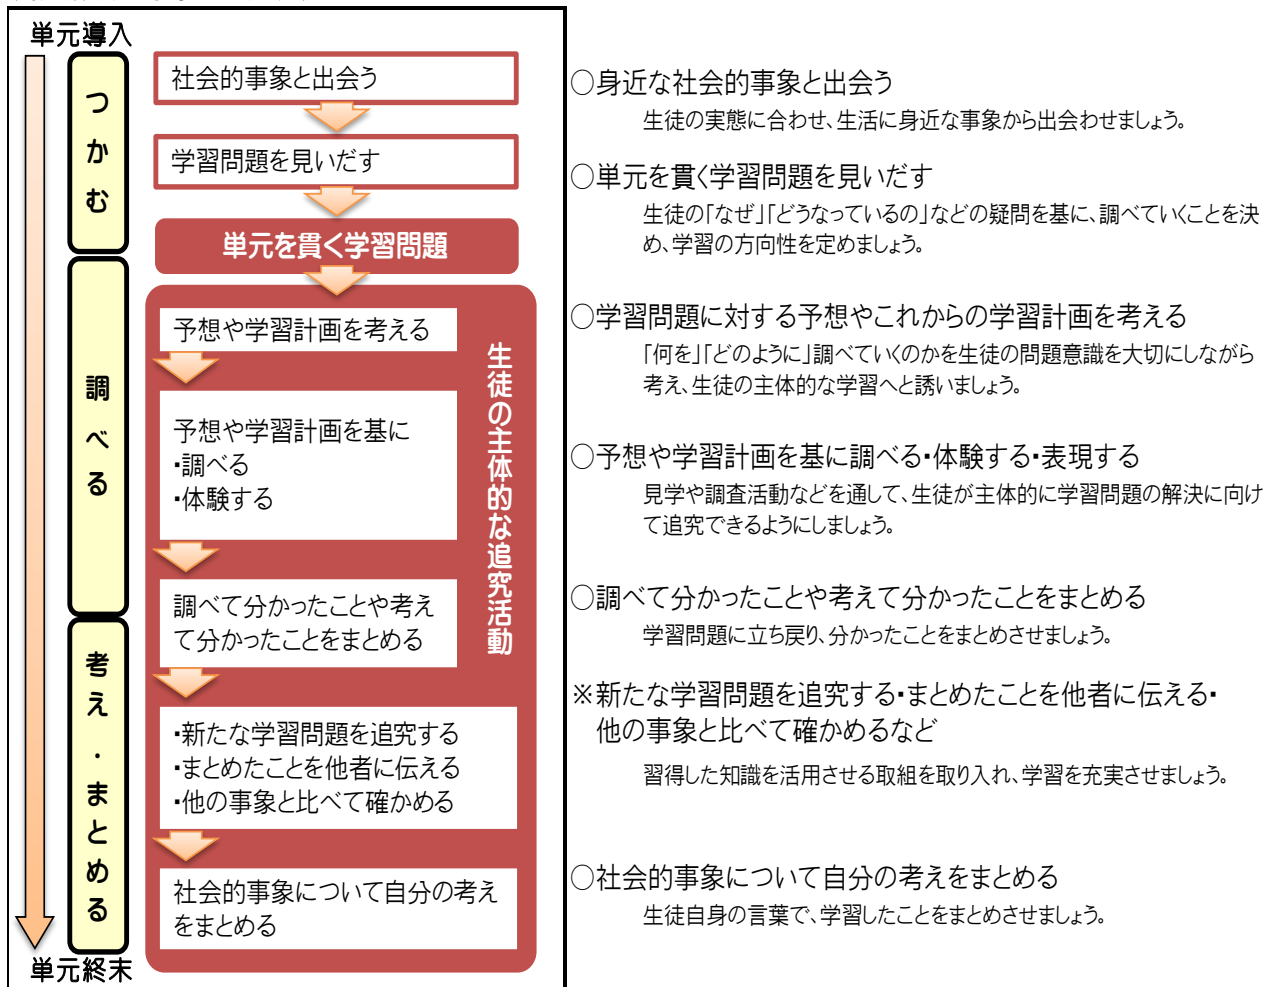 単元導入
つかむ
社会的事象と出会う
学習問題を見いだす
単元を貫く学習問題
調べる
予想や学習計画を考える
予想や学習計画を基に
・調べる
・体験する
調べて分かったことや考え
て分かったことをまとめる
生徒の主体的な追究活動
考え・まとめる
・新たな学習問題を追究する
・まとめたことを他者に伝える
・他の事象と比べて確かめる
社会的事象について自分の考え
をまとめる
単元終末
○身近な社会的事象と出会う
生徒の実態に合わせ、生活に身近な事象から出会わせましょう。
○単元を貫く学習問題を見いだす
生徒の「なぜ」「どうなっているの」などの疑問を基に、調べていくことを決
め、学習の方向性を定めましょう。
○学習問題に対する予想やこれからの学習計画を考える
「何を」「どのように」調べていくのかを生徒の問題意識を大切にしながら
考え、生徒の主体的な学習へと誘いましょう。
○予想や学習計画を基に調べる・体験する・表現する
見学や調査活動などを通して、生徒が主体的に学習問題の解決に向け
て追究できるようにしましょう。
○調べて分かったことや考えて分かったことをまとめる
学習問題に立ち戻り、分かったことをまとめさせましょう。
※新たな学習問題を追究する・まとめたことを他者に伝える・
他の事象と比べて確かめるなど
習得した知識を活用させる取組を取り入れ、学習を充実させましょう。
○社会的事象について自分の考えをまとめる
生徒自身の言葉で、学習したことをまとめさせましょう。